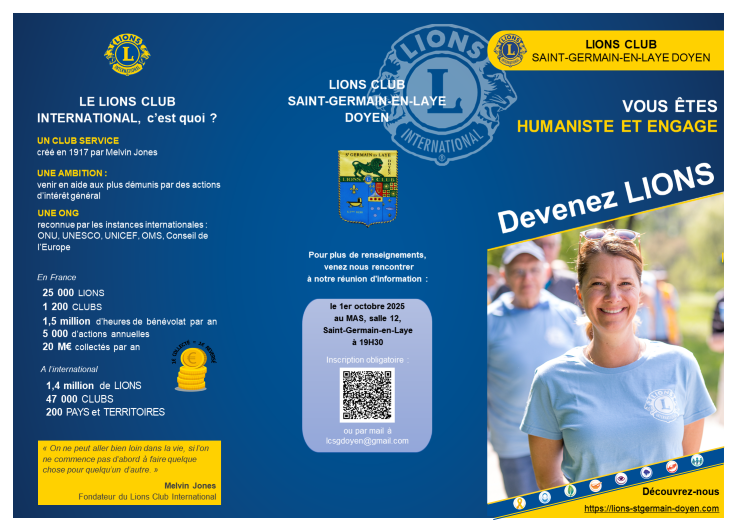 LIONS
L
INTERNATIONAL
LE LIONS CLUB
INTERNATIONAL, c'est quoi ?
UN CLUB SERVICE
créé en 1917 par Melvin Jones
UNE AMBITION :
venir en aide aux plus démunis par des actions
d'intérêt général
UNE ONG
reconnue par les instances internationales :
ONU, UNESCO, UNICEF, OMS, Conseil de
l'Europe
En France
25 000 LIONS
1 200 CLUBS
1,5 million d'heures de bénévolat par an
5 000 d'actions annuelles
20 M€ collectés par an
A l'international
1,4 million de LIONS
47 000 CLUBS
200 PAYS et TERRITOIRES
« On ne peut aller bien loin dans la vie, si l'on
ne commence pas d'abord à faire quelque
chose pour quelqu'un d'autre. »
Melvin Jones
Fondateur du Lions Club International
LIONS
L
INTERNATIONAL
LIONS CLUB
SAINT-GERMAIN-EN-LAYE
DOYEN
St GERMAIN en LAYE
LIONS CLUB
Pour plus de renseignements,
venez nous rencontrer
à notre réunion d'information :
le 1er octobre 2025
au MAS, salle 12,
Saint-Germain-en-Laye
à 19H30
Inscription obligatoire :
ou par mail à
lcsgdoyen@gmail.com
LIONS CLUB
SAINT-GERMAIN-EN-LAYE DOYEN
VOUS ÊTES
HUMANISTE ET ENGAGE
Devenez LIONS
Découvrez-nous
https://lions-stgermain-doyen.com